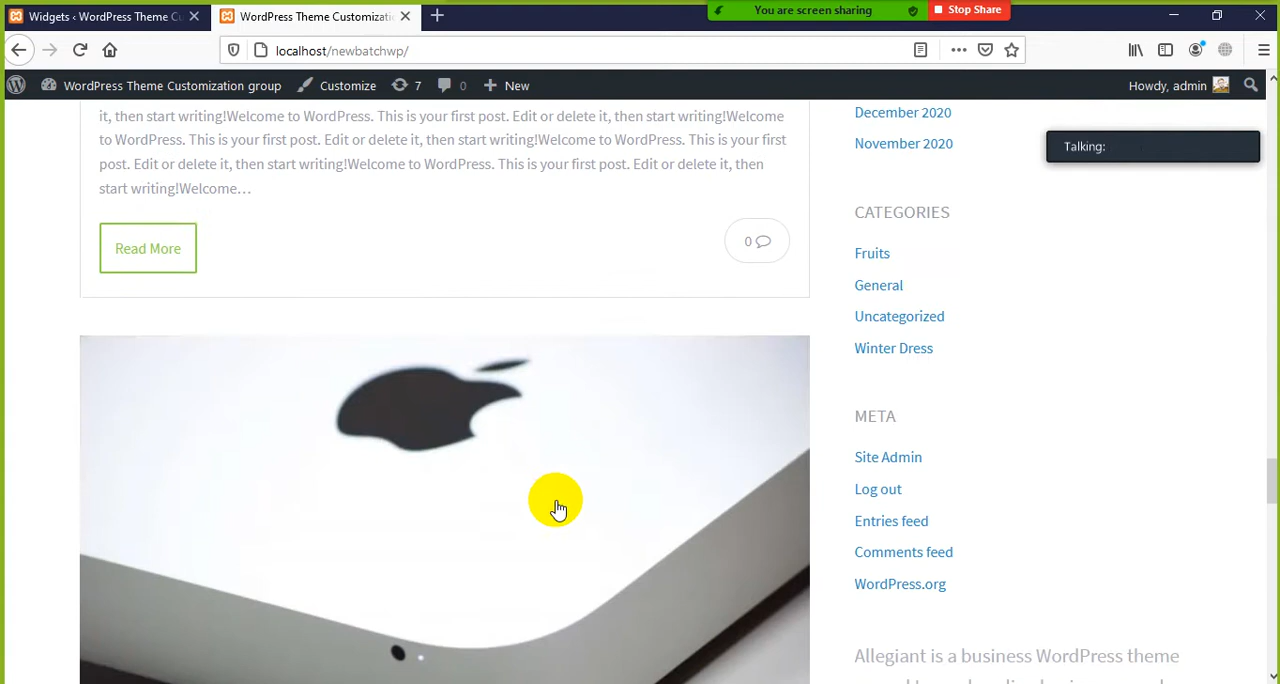 Widgets ‹ WordPress Theme Cu
WordPress Theme Customizati
You are screen sharing
Stop Share
localhost/newbatchwp/
WordPress Theme Customization group
Customize
7
0
New
Howdy, admin
it, then start writing!Welcome to WordPress. This is your first post. Edit or delete it, then start writing!Welcome
to WordPress. This is your first post. Edit or delete it, then start writing!Welcome to WordPress. This is your first
post. Edit or delete it, then start writing!Welcome to WordPress. This is your first post. Edit or delete it, then
start writing!Welcome…
Read More
0
December 2020
November 2020
Talking:
CATEGORIES
Fruits
General
Uncategorized
Winter Dress
META
Site Admin
Log out
Entries feed
Comments feed
WordPress.org
Allegiant is a business WordPress theme